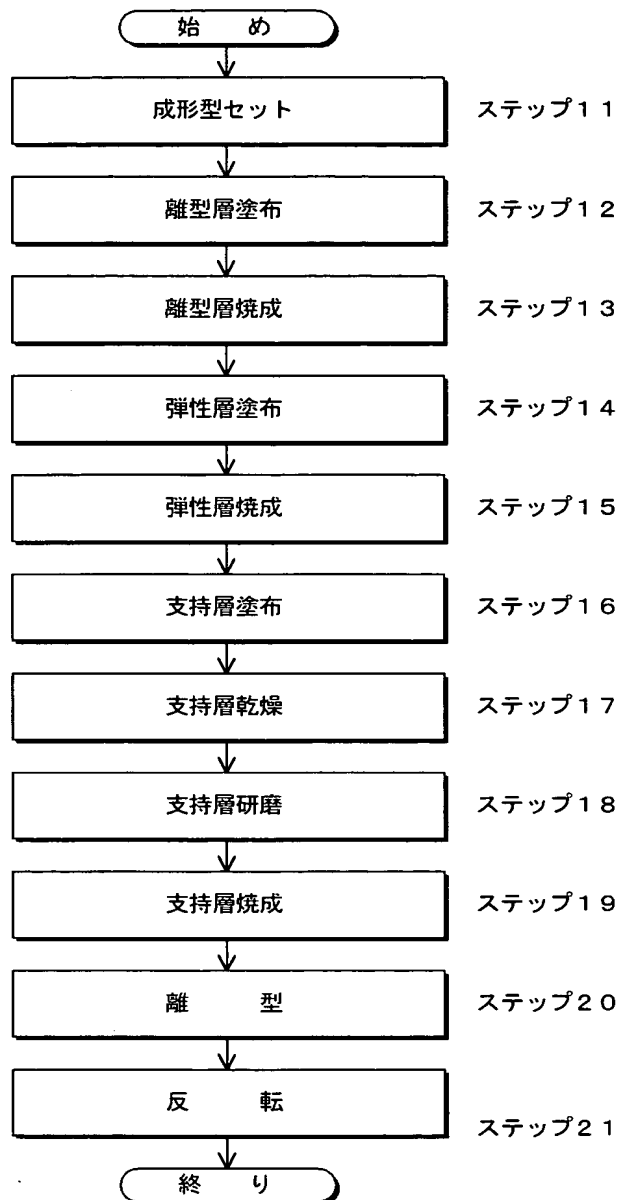 始　め
成形型セット　ステップ１１
離型層塗布　ステップ１２
離型層焼成　ステップ１３
弾性層塗布　ステップ１４
弾性層焼成　ステップ１５
支持層塗布　ステップ１６
支持層乾燥　ステップ１７
支持層研磨　ステップ１８
支持層焼成　ステップ１９
離　型　ステップ２０
反　転　ステップ２１
終　り